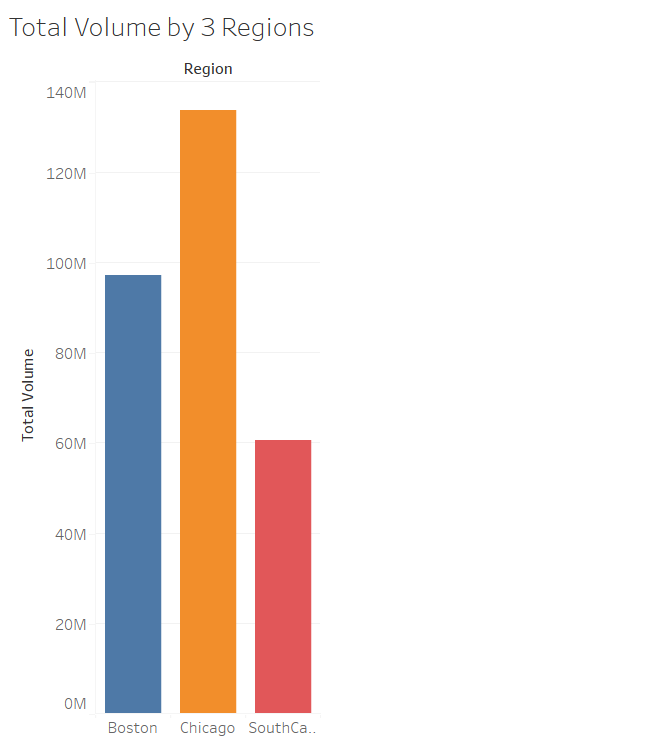 Total Volume by 3 Regions
Region
140M
120M
100M
80M
60M
40M
20M
0M
Total Volume
Boston Chicago SouthCa..